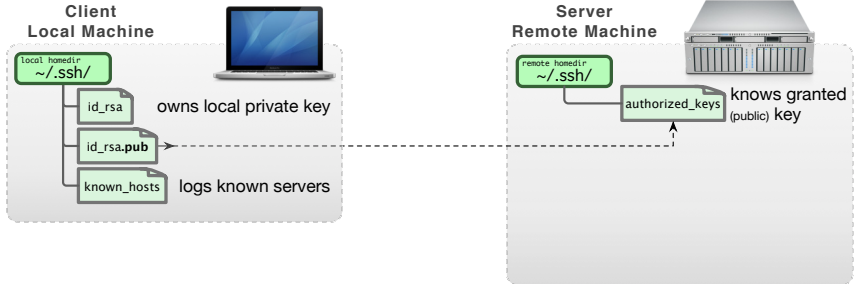 Client
Local Machine
local homedir
~/.ssh/
id_rsa
owns local private key
id_rsa.pub
known_hosts
logs known servers
Server
Remote Machine
remote homedir
~/.ssh/
authorized_keys
knows granted
(public) key